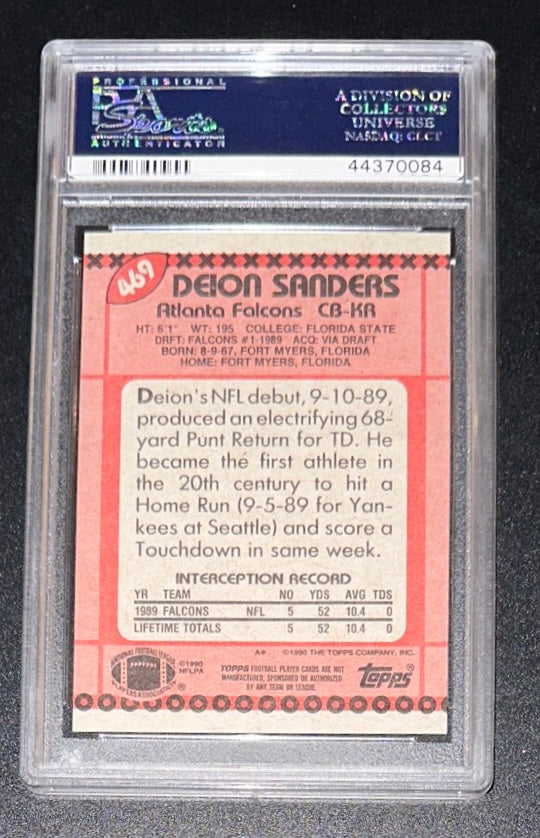 PROFESSIONAL
PSA
Sports
AUTHENTICATOR
A DIVISION OF
COLLECTORS
UNIVERSE
NASDAQ: CLCT
44370084
469
DEION SANDERS
Atlanta Falcons CB-KR
HT: 6'1" WT: 195 COLLEGE: FLORIDA STATE
DRFT: FALCONS #1-1989 ACQ: VIA DRAFT
BORN: 8-9-67, FORT MYERS, FLORIDA
HOME: FORT MYERS, FLORIDA
Deion's NFL debut, 9-10-89,
produced an electrifying 68-
yard Punt Return for TD. He
became the first athlete in
the 20th century to hit a
Home Run (9-5-89 for Yan-
kees at Seattle) and score a
Touchdown in same week.
INTERCEPTION RECORD
YR TEAM NO YDS AVG TDS
1989 FALCONS NFL 5 52 10.4 0
LIFETIME TOTALS 5 52 10.4 0
A* ©1990 THE TOPPS COMPANY, INC.
NATIONAL FOOTBALL LEAGUE
PLAYERS ASSOCIATION
©1990
NFLPA
TOPPS FOOTBALL PLAYER CARDS ARE NOT
MANUFACTURED, SPONSORED OR AUTHORIZED
BY ANY TEAM OR LEAGUE.
topps®